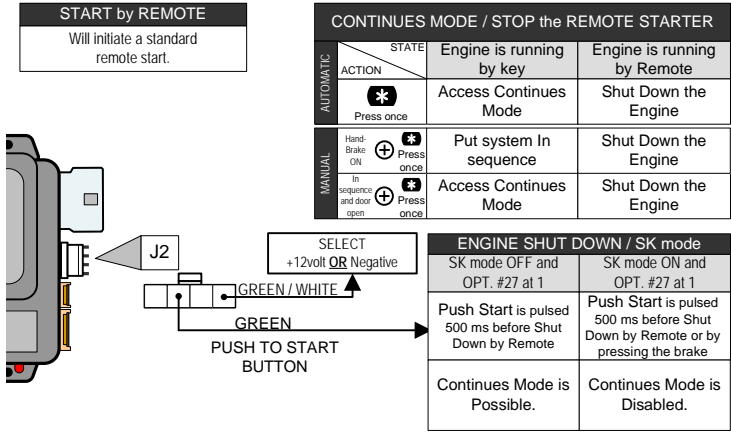 START by REMOTE
Will initiate a standard
remote start.
CONTINUES MODE / STOP the REMOTE STARTER
AUTOMATIC
STATE
ACTION
Engine is running
by key
Engine is running
by Remote
Press once
Access Continues
Mode
Shut Down the
Engine
MANUAL
Hand-
Brake
ON
Press
once
Put system In
sequence
Shut Down the
Engine
In
sequence
and door
open
Press
once
Access Continues
Mode
Shut Down the
Engine
J2
SELECT
+12volt OR Negative
GREEN / WHITE
GREEN
PUSH TO START
BUTTON
ENGINE SHUT DOWN / SK mode
SK mode OFF and
OPT. #27 at 1
SK mode ON and
OPT. #27 at 1
Push Start is pulsed
500 ms before Shut
Down by Remote
Push Start is pulsed
500 ms before Shut
Down by Remote or by
pressing the brake
Continues Mode is
Possible.
Continues Mode is
Disabled.